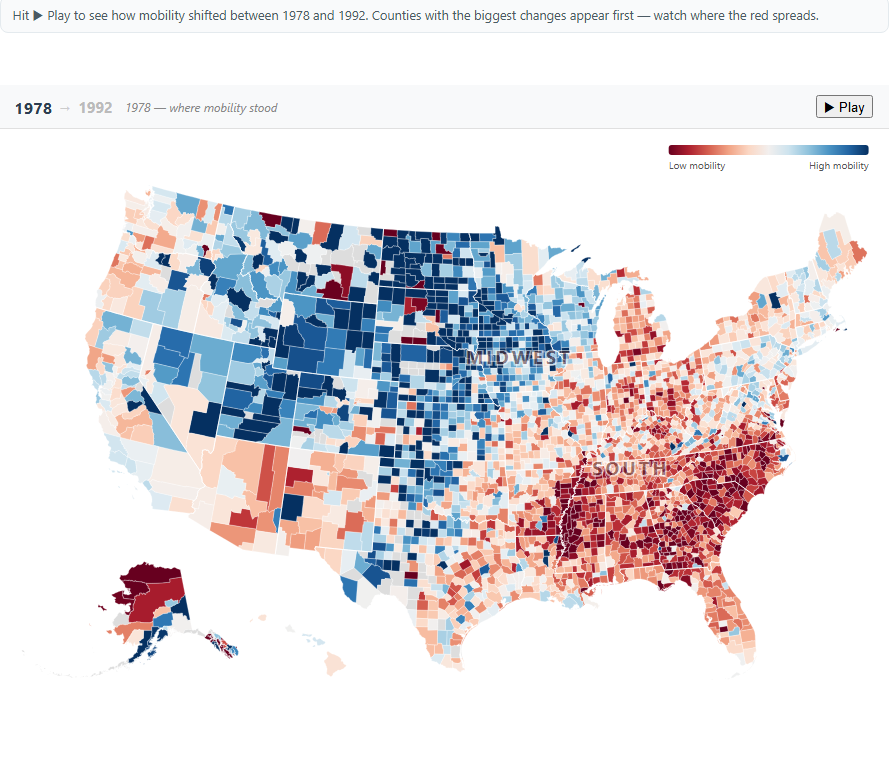 Hit ▶ Play to see how mobility shifted between 1978 and 1992. Counties with the biggest changes appear first — watch where the red spreads.
1978 → 1992 1978 — where mobility stood
▶ Play
Low mobility High mobility
MIDWEST
SOUTH